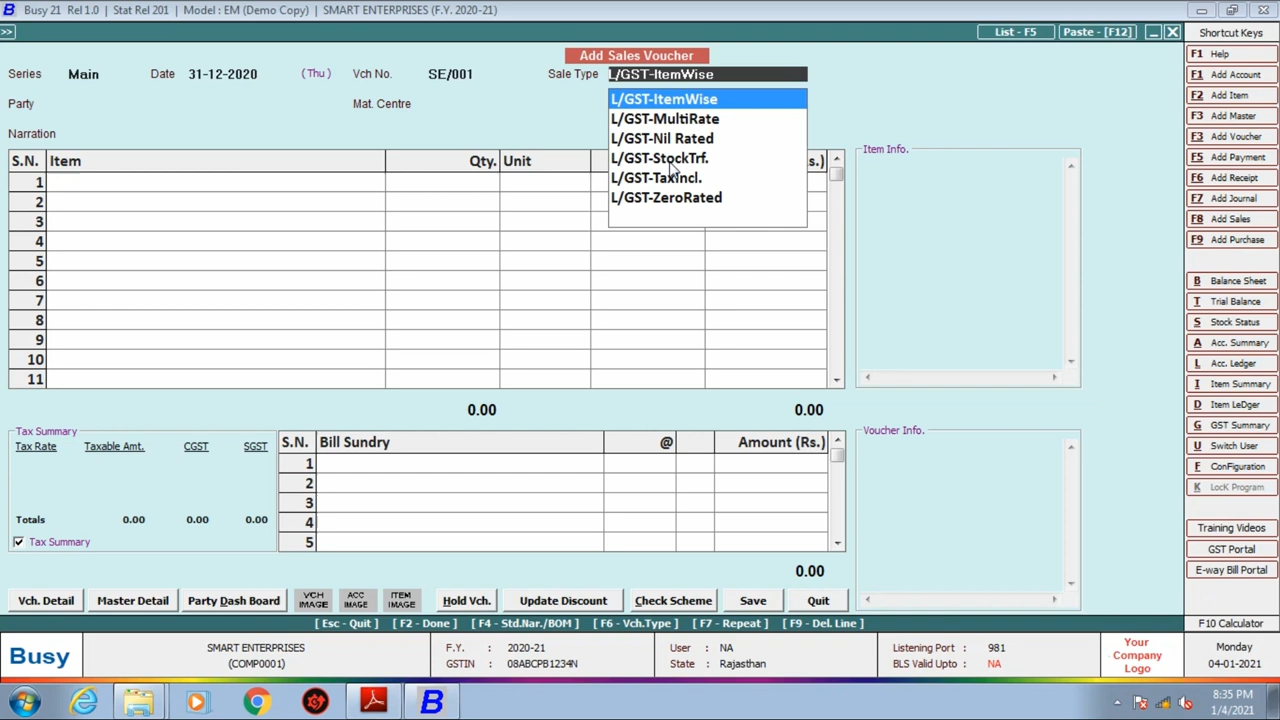 Busy 21 Rel 1.0 | Stat Rel 201 | Model : EM (Demo Copy) | SMART ENTERPRISES (F.Y. 2020-21)
>> List - F5 Paste - [F12] Shortcut Keys
Add Sales Voucher
Series Main Date 31-12-2020 (Thu) Vch No. SE/001 Sale Type L/GST-ItemWise
Party Mat. Centre
Narration
L/GST-ItemWise
L/GST-MultiRate
L/GST-Nil Rated
L/GST-StockTrf.
L/GST-TaxIncl.
L/GST-ZeroRated
S.N. Item Qty. Unit s.)
1
2
3
4
5
6
7
8
9
10
11
0.00 0.00
Item Info.
Tax Summary
Tax Rate Taxable Amt. CGST SGST
Totals 0.00 0.00 0.00
Tax Summary
S.N. Bill Sundry @ Amount (Rs.)
1
2
3
4
5
0.00
Voucher Info.
Vch. Detail Master Detail Party Dash Board VCH IMAGE ACC IMAGE ITEM IMAGE Hold Vch. Update Discount Check Scheme Save Quit
[ Esc - Quit ] [ F2 - Done ] [ F4 - Std.Nar./BOM ] [ F6 - Vch.Type ] [ F7 - Repeat ] [ F9 - Del. Line ]
F1 Help
F1 Add Account
F2 Add Item
F3 Add Master
F3 Add Voucher
F5 Add Payment
F6 Add Receipt
F7 Add Journal
F8 Add Sales
F9 Add Purchase
B Balance Sheet
T Trial Balance
S Stock Status
A Acc. Summary
L Acc. Ledger
I Item Summary
D Item LeDger
G GST Summary
U Switch User
F ConFiguration
K LocK Program
Training Videos
GST Portal
E-way Bill Portal
F10 Calculator
Busy
SMART ENTERPRISES
(COMP0001)
F.Y. : 2020-21
GSTIN : 08ABCPB1234N
User : NA
State : Rajasthan
Listening Port : 981
BLS Valid Upto : NA
Your
Company
Logo
Monday
04-01-2021
8:35 PM
1/4/2021